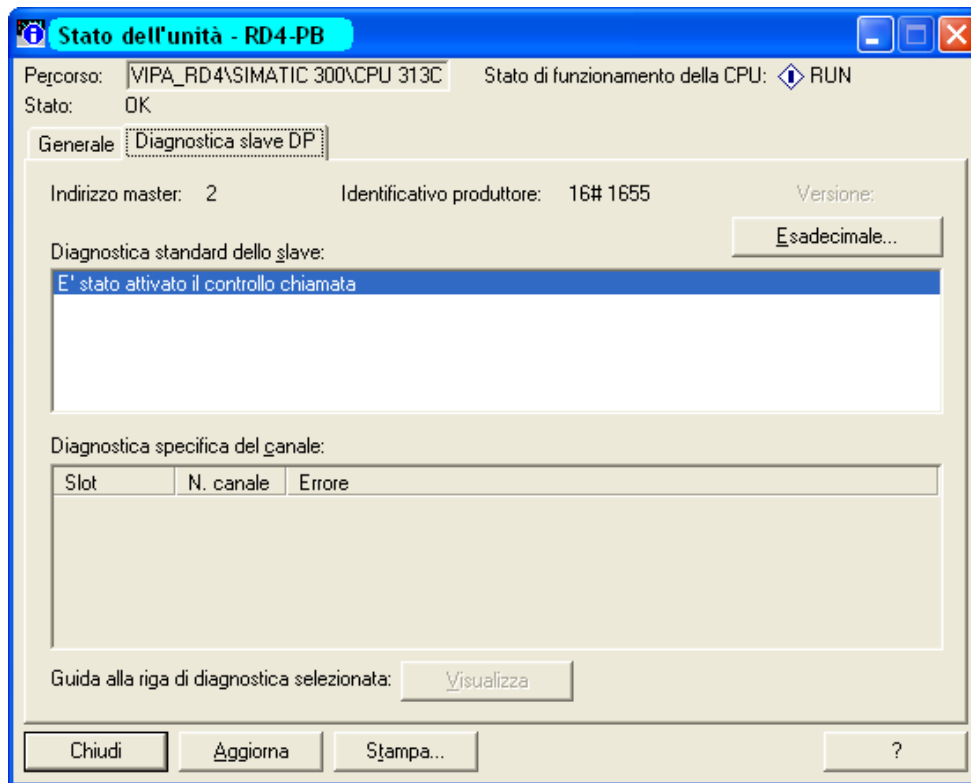 Stato dell'unità - RD4-PB
Percorso: VIPA_RD4\SIMATIC 300\CPU 313C Stato di funzionamento della CPU: RUN
Stato: OK
Generale Diagnostica slave DP
Indirizzo master: 2 Identificativo produttore: 16# 1655 Versione:
Esadecimale...
Diagnostica standard dello slave:
E' stato attivato il controllo chiamata
Diagnostica specifica del canale:
Slot N. canale Errore
Guida alla riga di diagnostica selezionata: Visualizza
Chiudi Aggiorna Stampa... ?